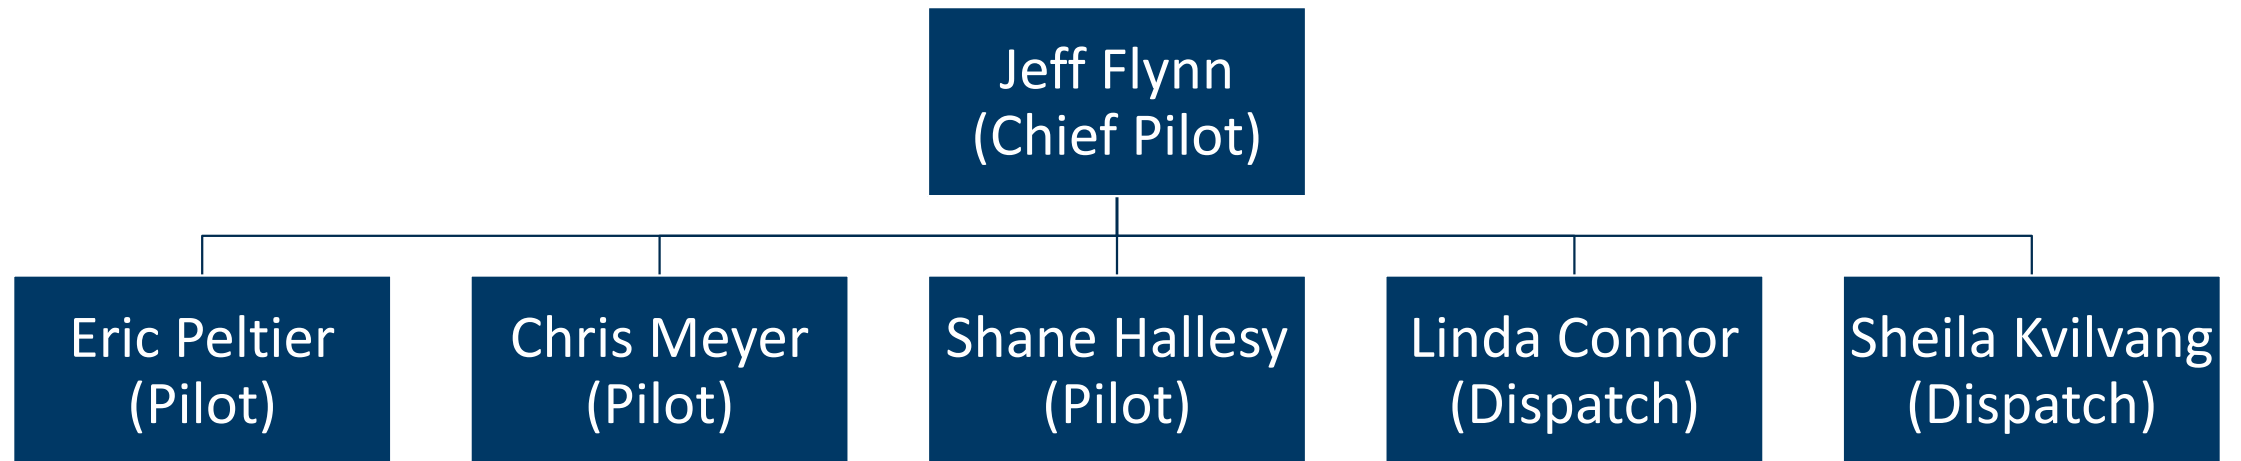 Jeff Flynn
(Chief Pilot)
Eric Peltier
(Pilot)
Chris Meyer
(Pilot)
Shane Hallesy
(Pilot)
Linda Connor
(Dispatch)
Sheila Kvilvang
(Dispatch)